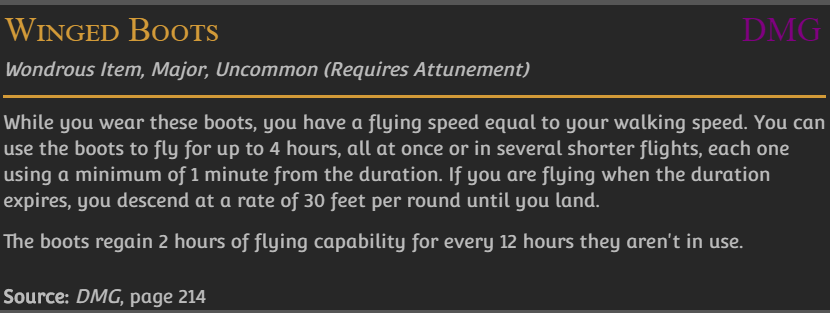 Winged Boots DMG
Wondrous Item, Major, Uncommon (Requires Attunement)
While you wear these boots, you have a flying speed equal to your walking speed. You can
use the boots to fly for up to 4 hours, all at once or in several shorter flights, each one
using a minimum of 1 minute from the duration. If you are flying when the duration
expires, you descend at a rate of 30 feet per round until you land.
The boots regain 2 hours of flying capability for every 12 hours they aren't in use.
Source: DMG, page 214